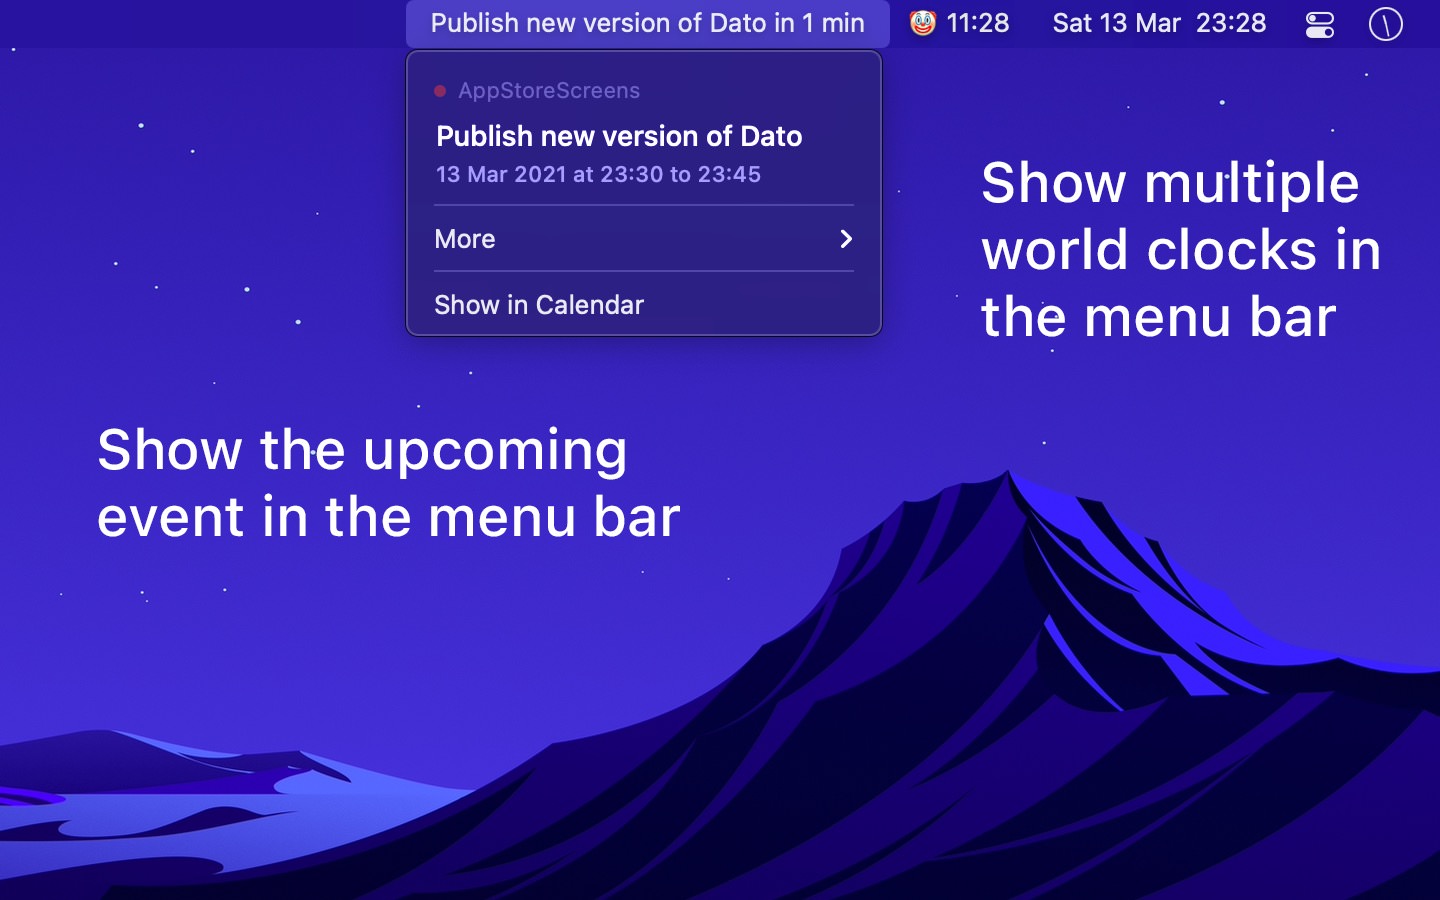 Publish new version of Dato in 1 min
🤡 11:28
Sat 13 Mar 23:28
AppStoreScreens
Publish new version of Dato
13 Mar 2021 at 23:30 to 23:45
More
Show in Calendar
Show multiple
world clocks in
the menu bar
Show the upcoming
event in the menu bar